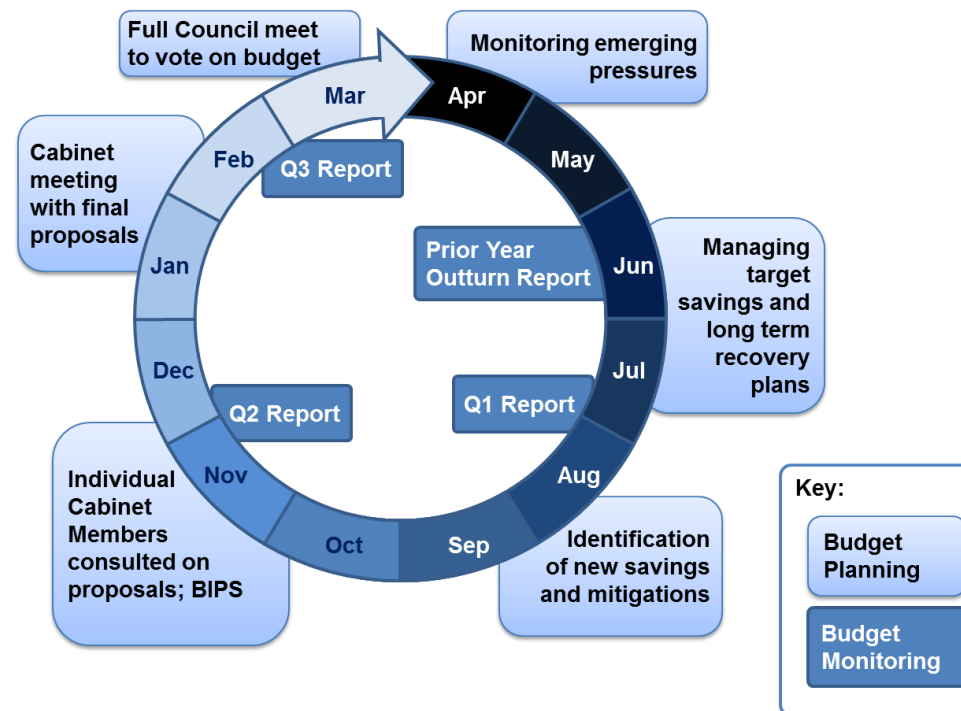 Full Council meet
to vote on budget
Monitoring emerging
pressures
Mar
Apr
Feb
May
Q3 Report
Cabinet
meeting
with final
proposals
Prior Year
Outturn Report
Jan
Jun
Managing
target
savings and
long term
recovery
plans
Dec
Jul
Q2 Report
Q1 Report
Individual
Cabinet
Members
consulted on
proposals; BIPS
Nov
Aug
Oct
Sep
Identification
of new savings
and mitigations
Key:
Budget
Planning
Budget
Monitoring